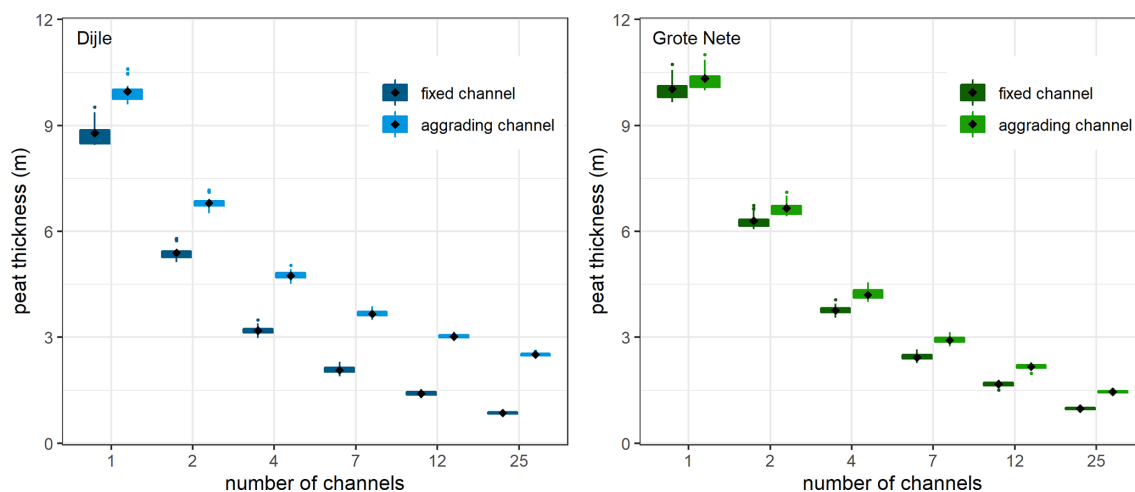 Dijle
12
9
6
3
0
peat thickness (m)
fixed channel
aggrading channel
1 2 4 7 12 25
number of channels
Grote Nete
12
9
6
3
0
peat thickness (m)
fixed channel
aggrading channel
1 2 4 7 12 25
number of channels